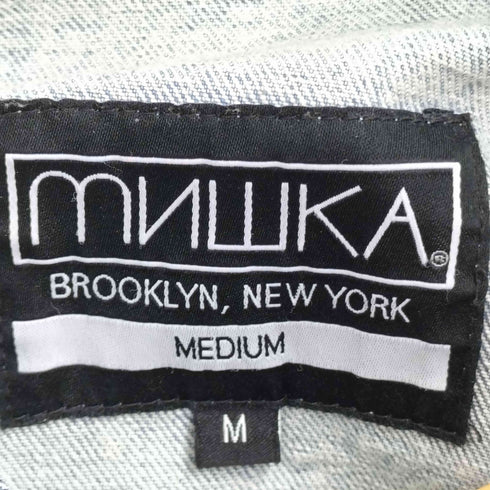 мишка®
BROOKLYN, NEW YORK
MEDIUM
M